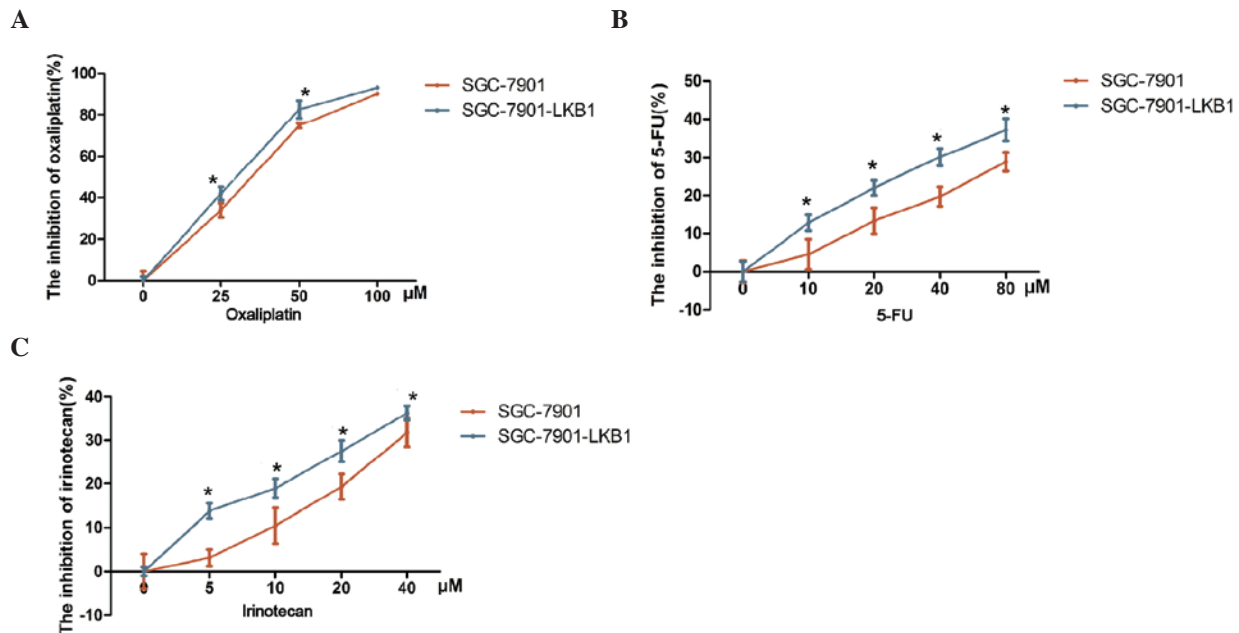 A
The inhibition of oxaliplatin(%)
100
80
60
40
20
0
*
*
0 25 50 100 μM
Oxaliplatin
SGC-7901
SGC-7901-LKB1
B
The inhibition of 5-FU(%)
50
40
30
20
10
0
-10
*
*
*
*
0 10 20 40 80 μM
5-FU
SGC-7901
SGC-7901-LKB1
C
The inhibition of irinotecan(%)
40
30
20
10
0
-10
*
*
*
*
0 5 10 20 40 μM
Irinotecan
SGC-7901
SGC-7901-LKB1